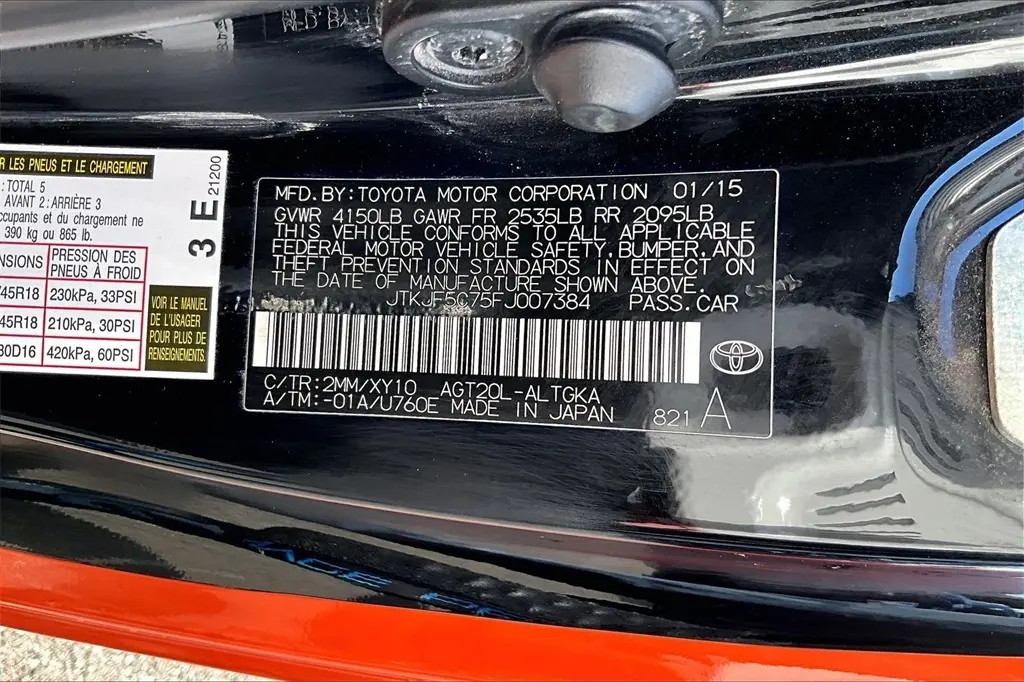 R LES PNEUS ET LE CHARGEMENT
: TOTAL 5
AVANT 2: ARRIÈRE 3
occupants et du chargement ne
390 kg ou 865 lb.
NSIONS PRESSION DES PNEUS À FROID
/45R18 230kPa, 33PSI
/45R18 210kPa, 30PSI
80D16 420kPa, 60PSI
VOIR LE MANUEL
DE L'USAGER
POUR PLUS DE
RENSEIGNEMENTS.
3 E
21200
MFD. BY: TOYOTA MOTOR CORPORATION 01/15
GVWR 4150LB GAWR FR 2535LB RR 2095LB
THIS VEHICLE CONFORMS TO ALL APPLICABLE
FEDERAL MOTOR VEHICLE SAFETY, BUMPER, AND
THEFT PREVENTION STANDARDS IN EFFECT ON
THE DATE OF MANUFACTURE SHOWN ABOVE.
JTKJF5C75FJ007384 PASS. CAR
C/TR: 2MM/XY10 AGT20L-ALTGKA
A/TM: -01A/U760E MADE IN JAPAN
821 A